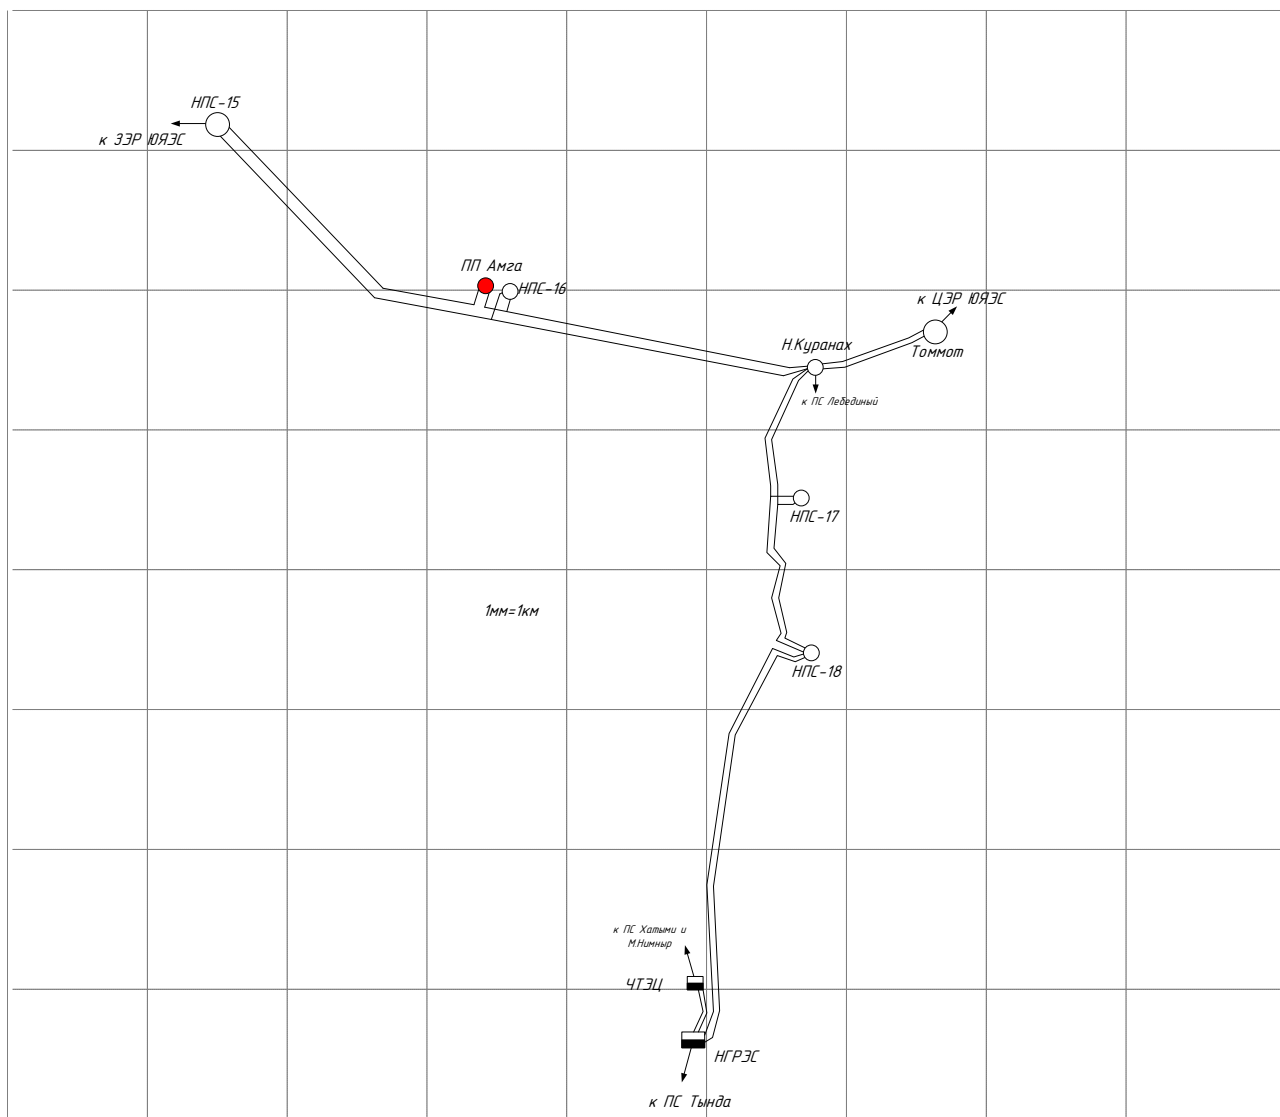 НПС-15
к ЗЭР ЮЯЭС
ПП Амга
НПС-16
к ЦЭР ЮЯЭС
Н.Куранах
Томмот
к ПС Лебединый
НПС-17
1мм=1км
НПС-18
к ПС Хатыми и
М.Нимныр
ЧТЭЦ
НГРЭС
к ПС Тында